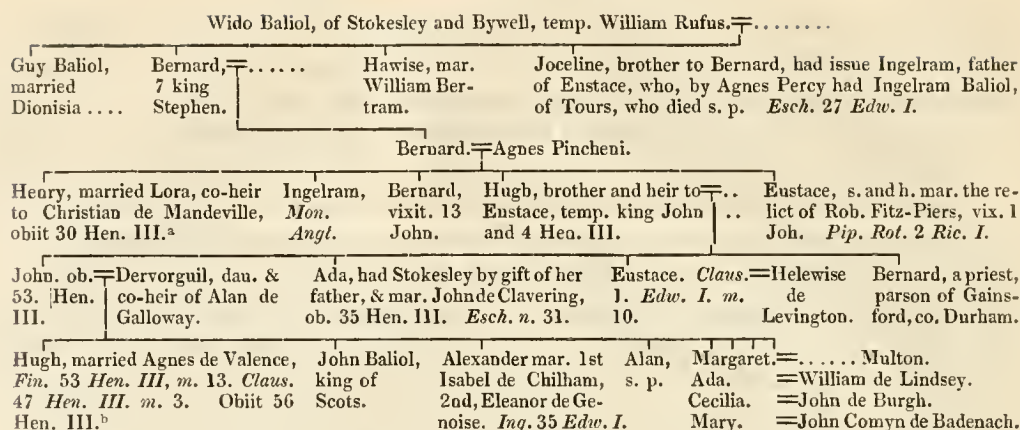 Wido Baliol, of Stokesley and Bywell, temp. William Rufus.=........
Guy Baliol,
married
Dionisia ....
Bernard,=......
7 king
Stephen.
Hawise, mar.
William Ber-
tram.
Joceline, brother to Bernard, had issue Ingelram, father
of Eustace, who, by Agnes Percy had Ingelram Baliol,
of Tours, who died s. p. Esch. 27 Edw. I.
Bernard.=Agnes Pincheni.
Henry, married Lora, co-heir
to Christian de Mandeville,
obiit 30 Hen. III.a
Ingelram,
Mon.
Angl.
Bernard,
vixit. 13
John.
Hugh, brother and heir to=..
Eustace, temp. king John ..
and 4 Hen. III.
Eustace, s. and h. mar. the re-
lict of Rob. Fitz-Piers, vix. 1
Joh. Pip. Rot. 2 Ric. I.
John. ob.=Dervorguil, dau. &
53. Hen. co-heir of Alan de
III. Galloway.
Ada, had Stokesley by gift of her
father, & mar. John de Clavering,
ob. 35 Hen. III. Esch. n. 31.
Eustace. Claus.=Helewise
1. Edw. I. m. de
10. Levington.
Bernard, a priest,
parson of Gains-
ford, co. Durham.
Hugh, married Agnes de Valence,
Fin. 53 Hen. III, m. 13. Claus.
47 Hen. III. m. 3. Obiit 56
Hen. III.b
John Baliol,
king of
Scots.
Alexander mar. 1st
Isabel de Chilham,
2nd, Eleanor de Ge-
noise. Inq. 35 Edw. I.
Alan,
s. p.
Margaret.=...... Multon.
Ada. =William de Lindsey.
Cecilia. =John de Burgh.
Mary. =John Comyn de Badenach.